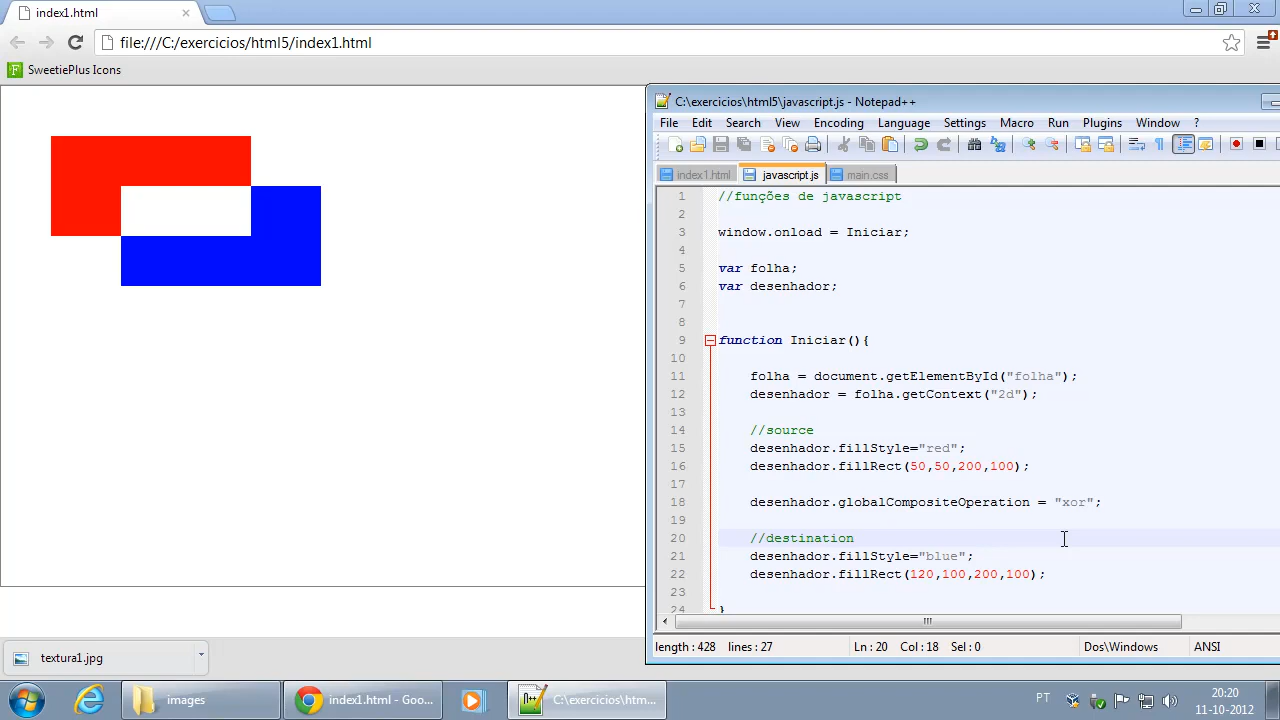 index1.html
file:///C:/exercicios/html5/index1.html
SweetiePlus Icons
C:\exercicios\html5\javascript.js - Notepad++
File Edit Search View Encoding Language Settings Macro Run Plugins Window ?
index1.html javascript.js main.css
1 //funções de javascript
2
3 window.onload = Iniciar;
4
5 var folha;
6 var desenhador;
7
8
9 function Iniciar(){
10
11 folha = document.getElementById("folha");
12 desenhador = folha.getContext("2d");
13
14 //source
15 desenhador.fillStyle="red";
16 desenhador.fillRect(50,50,200,100);
17
18 desenhador.globalCompositeOperation = "xor";
19
20 //destination
21 desenhador.fillStyle="blue";
22 desenhador.fillRect(120,100,200,100);
23
24 }
length : 428 lines : 27 Ln : 20 Col : 18 Sel : 0 Dos\Windows ANSI
textura1.jpg
images index1.html - Goo... C:\exercicios\htm... PT 20:20
11-10-2012